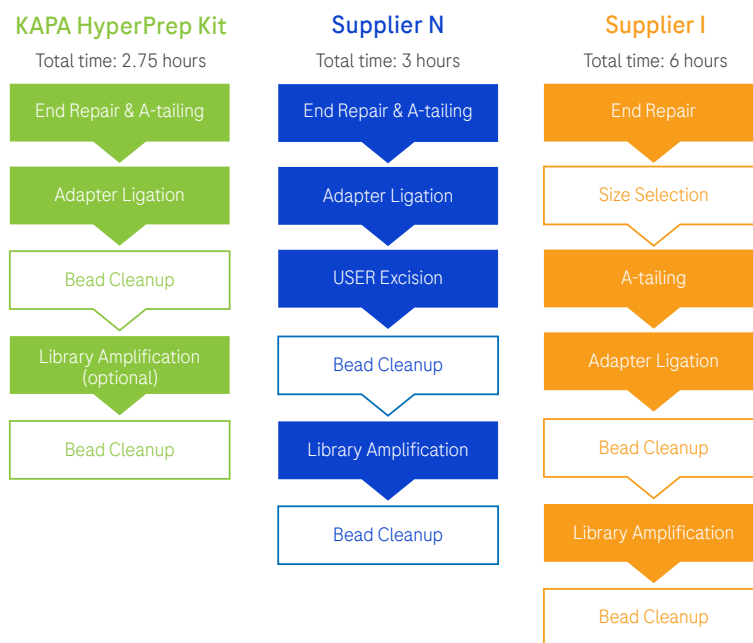 KAPA HyperPrep Kit
Total time: 2.75 hours
End Repair & A-tailing
Adapter Ligation
Bead Cleanup
Library Amplification
(optional)
Bead Cleanup
Supplier N
Total time: 3 hours
End Repair & A-tailing
Adapter Ligation
USER Excision
Bead Cleanup
Library Amplification
Bead Cleanup
Supplier I
Total time: 6 hours
End Repair
Size Selection
A-tailing
Adapter Ligation
Bead Cleanup
Library Amplification
Bead Cleanup